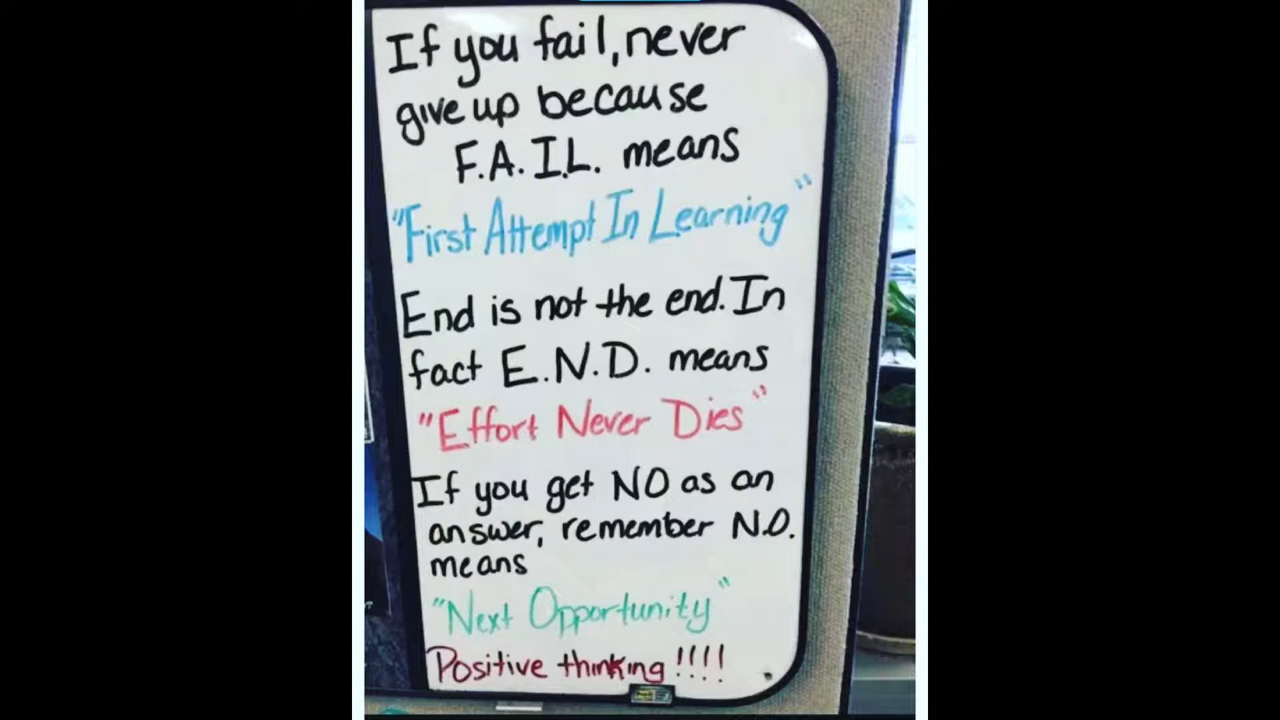 If you fail, never
give up because
F.A.I.L. means
"First Attempt In Learning"
End is not the end. In
fact E.N.D. means
"Effort Never Dies"
If you get NO as an
answer, remember N.O.
means
"Next Opportunity"
Positive thinking!!!!